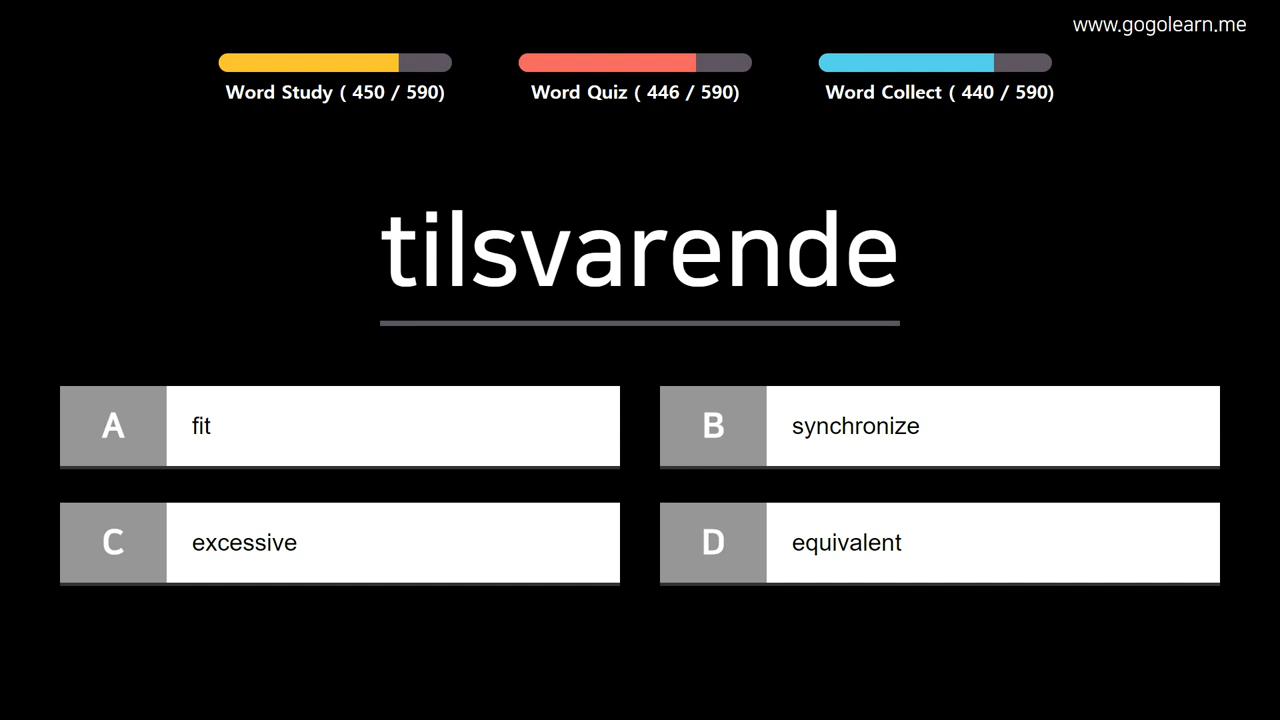 www.gogolearn.me
Word Study ( 450 / 590)
Word Quiz ( 446 / 590)
Word Collect ( 440 / 590)
tilsvarende
A fit
B synchronize
C excessive
D equivalent